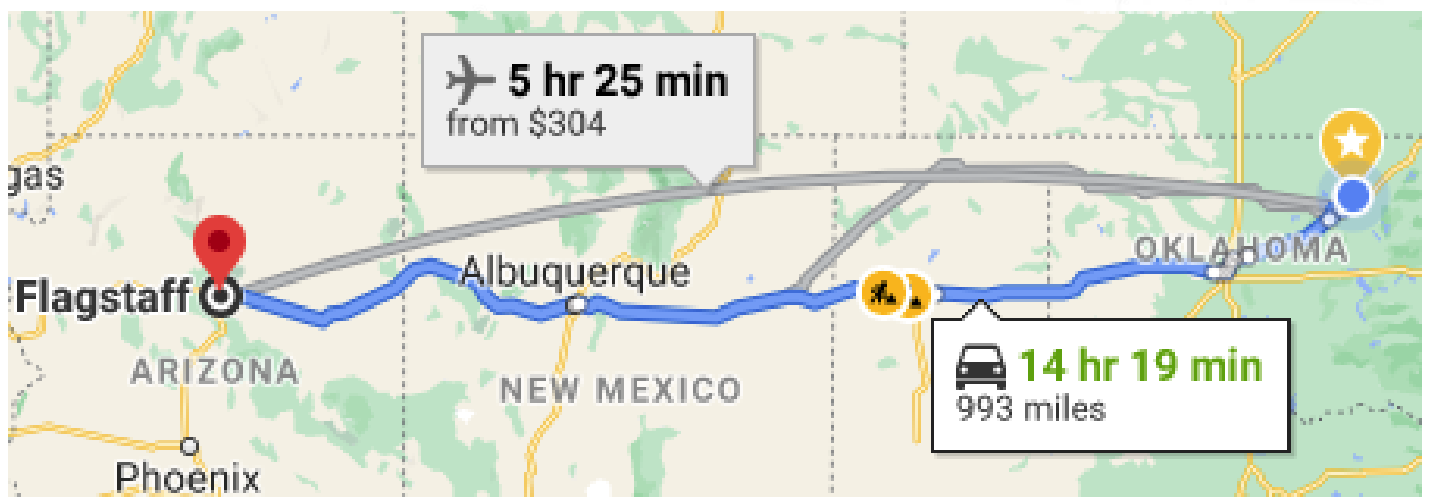 5 hr 25 min
from $304
gas
OKLAHOMA
Albuquerque
Flagstaff
ARIZONA
14 hr 19 min
993 miles
NEW MEXICO
Phoenix